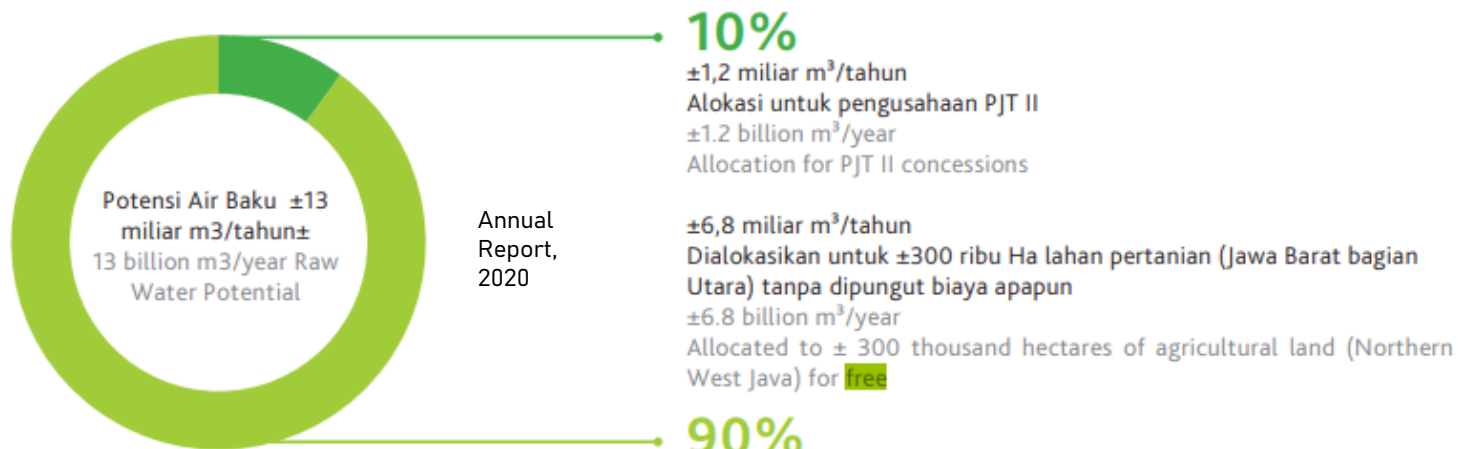 Potensi Air Baku ±13
miliar m3/tahun±
13 billion m3/year Raw
Water Potential
Annual
Report,
2020
10%
±1,2 miliar m³/tahun
Alokasi untuk pengusahaan PJT II
±1.2 billion m³/year
Allocation for PJT II concessions
±6,8 miliar m³/tahun
Dialokasikan untuk ±300 ribu Ha lahan pertanian (Jawa Barat bagian
Utara) tanpa dipungut biaya apapun
±6.8 billion m³/year
Allocated to ± 300 thousand hectares of agricultural land (Northern
West Java) for free
90%